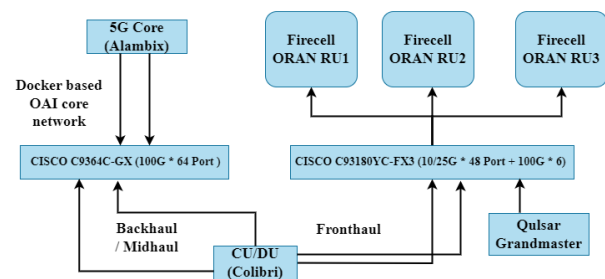 5G Core
(Alambix)
Firecell
ORAN RU1
Firecell
ORAN RU2
Firecell
ORAN RU3
Docker based
OAI core
network
CISCO C9364C-GX (100G * 64 Port )
CISCO C93180YC-FX3 (10/25G * 48 Port + 100G * 6)
Backhaul
/ Midhaul
Fronthaul
Qulsar
Grandmaster
CU/DU
(Colibri)